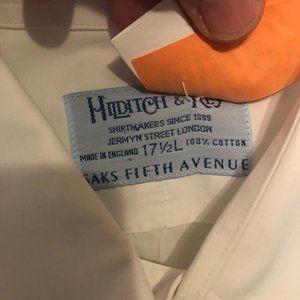 HILDITCH & KEY
SHIRTMAKERS SINCE 1899
JERMYN STREET LONDON
MADE IN ENGLAND 17½L 100% COTTON
SAKS FIFTH AVENUE